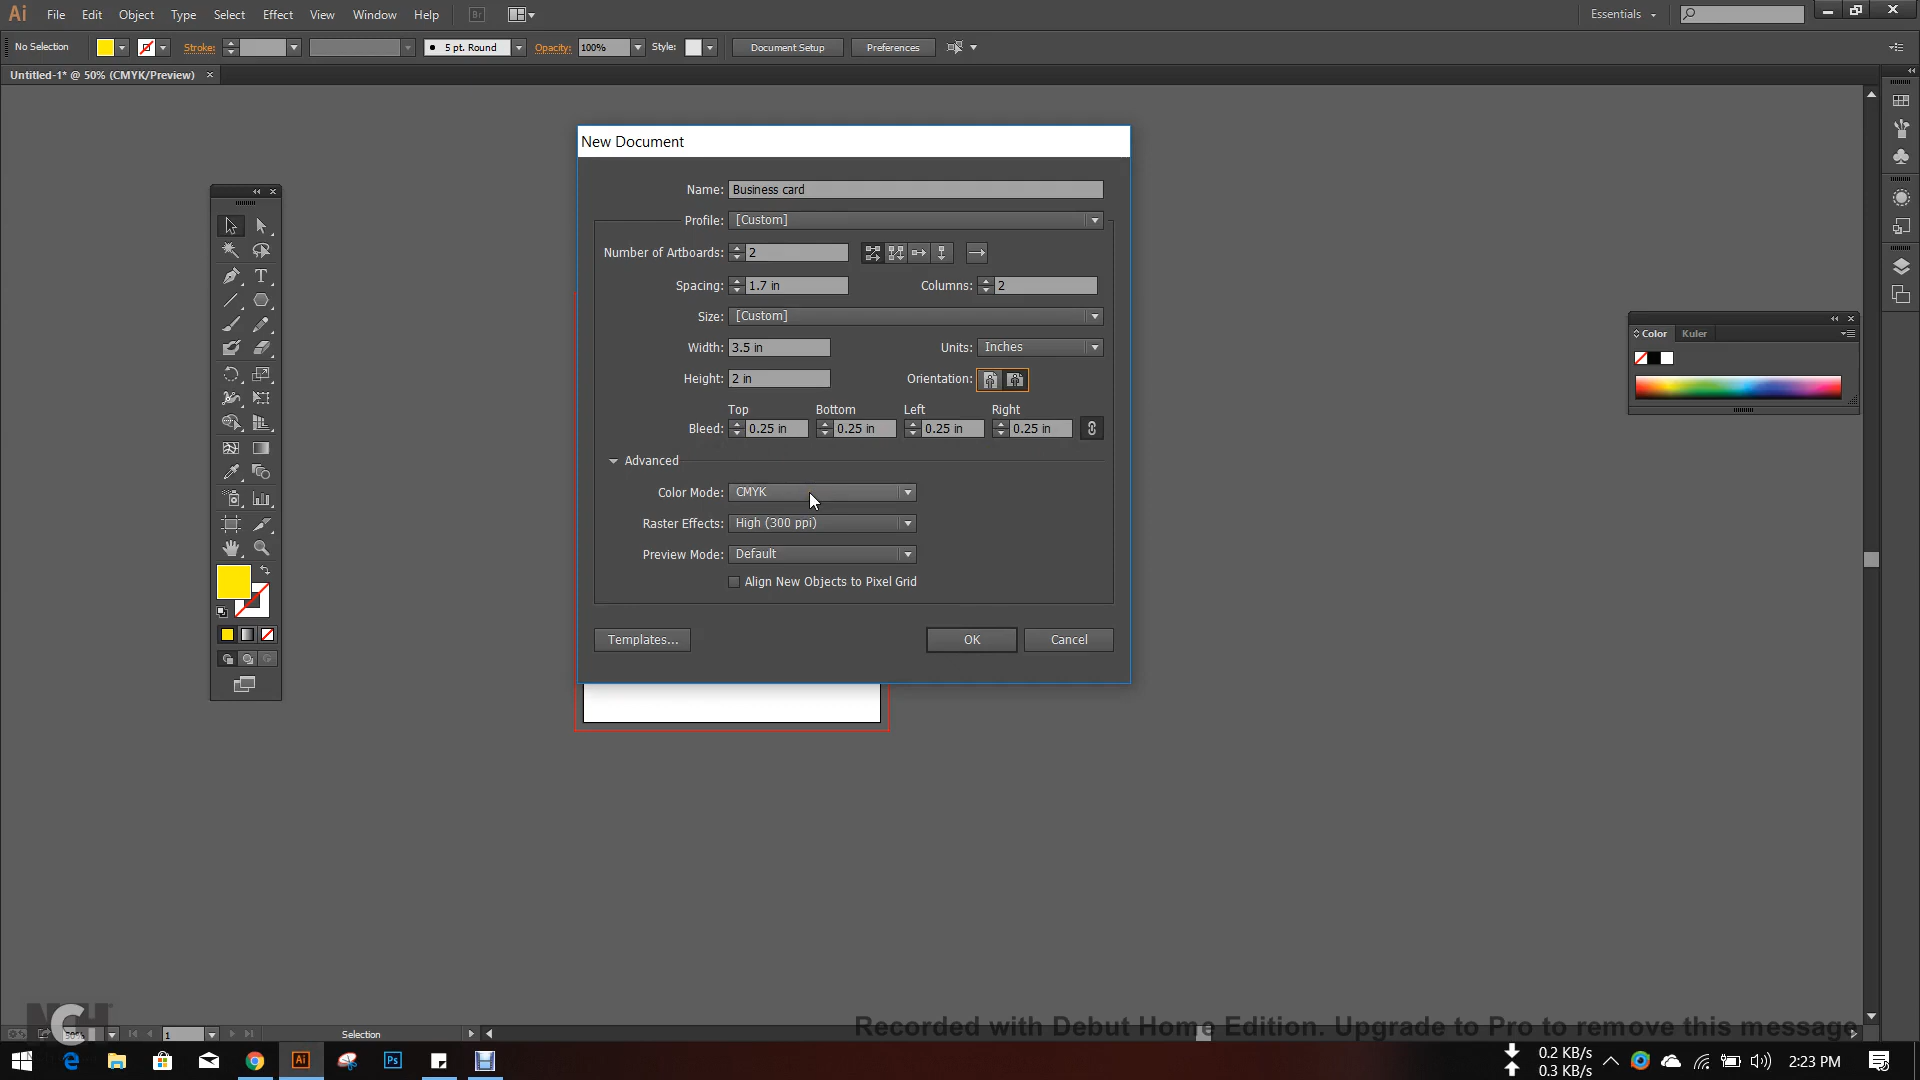 Ai File Edit Object Type Select Effect View Window Help Br Essentials
No Selection Stroke: 5 pt. Round Opacity: 100% Style: Document Setup Preferences
Untitled-1* @ 50% (CMYK/Preview)
New Document
Name: Business card
Profile: [Custom]
Number of Artboards: 2
Spacing: 1.7 in Columns: 2
Size: [Custom]
Width: 3.5 in Units: Inches
Height: 2 in Orientation:
Top Bottom Left Right
Bleed: 0.25 in 0.25 in 0.25 in 0.25 in
Advanced
Color Mode: CMYK
Raster Effects: High (300 ppi)
Preview Mode: Default
Align New Objects to Pixel Grid
Templates... OK Cancel
Color Kuler
NCH
50% 1 Selection
Recorded with Debut Home Edition. Upgrade to Pro to remove this message
Ai Ps
0.2 KB/s
0.3 KB/s
2:23 PM